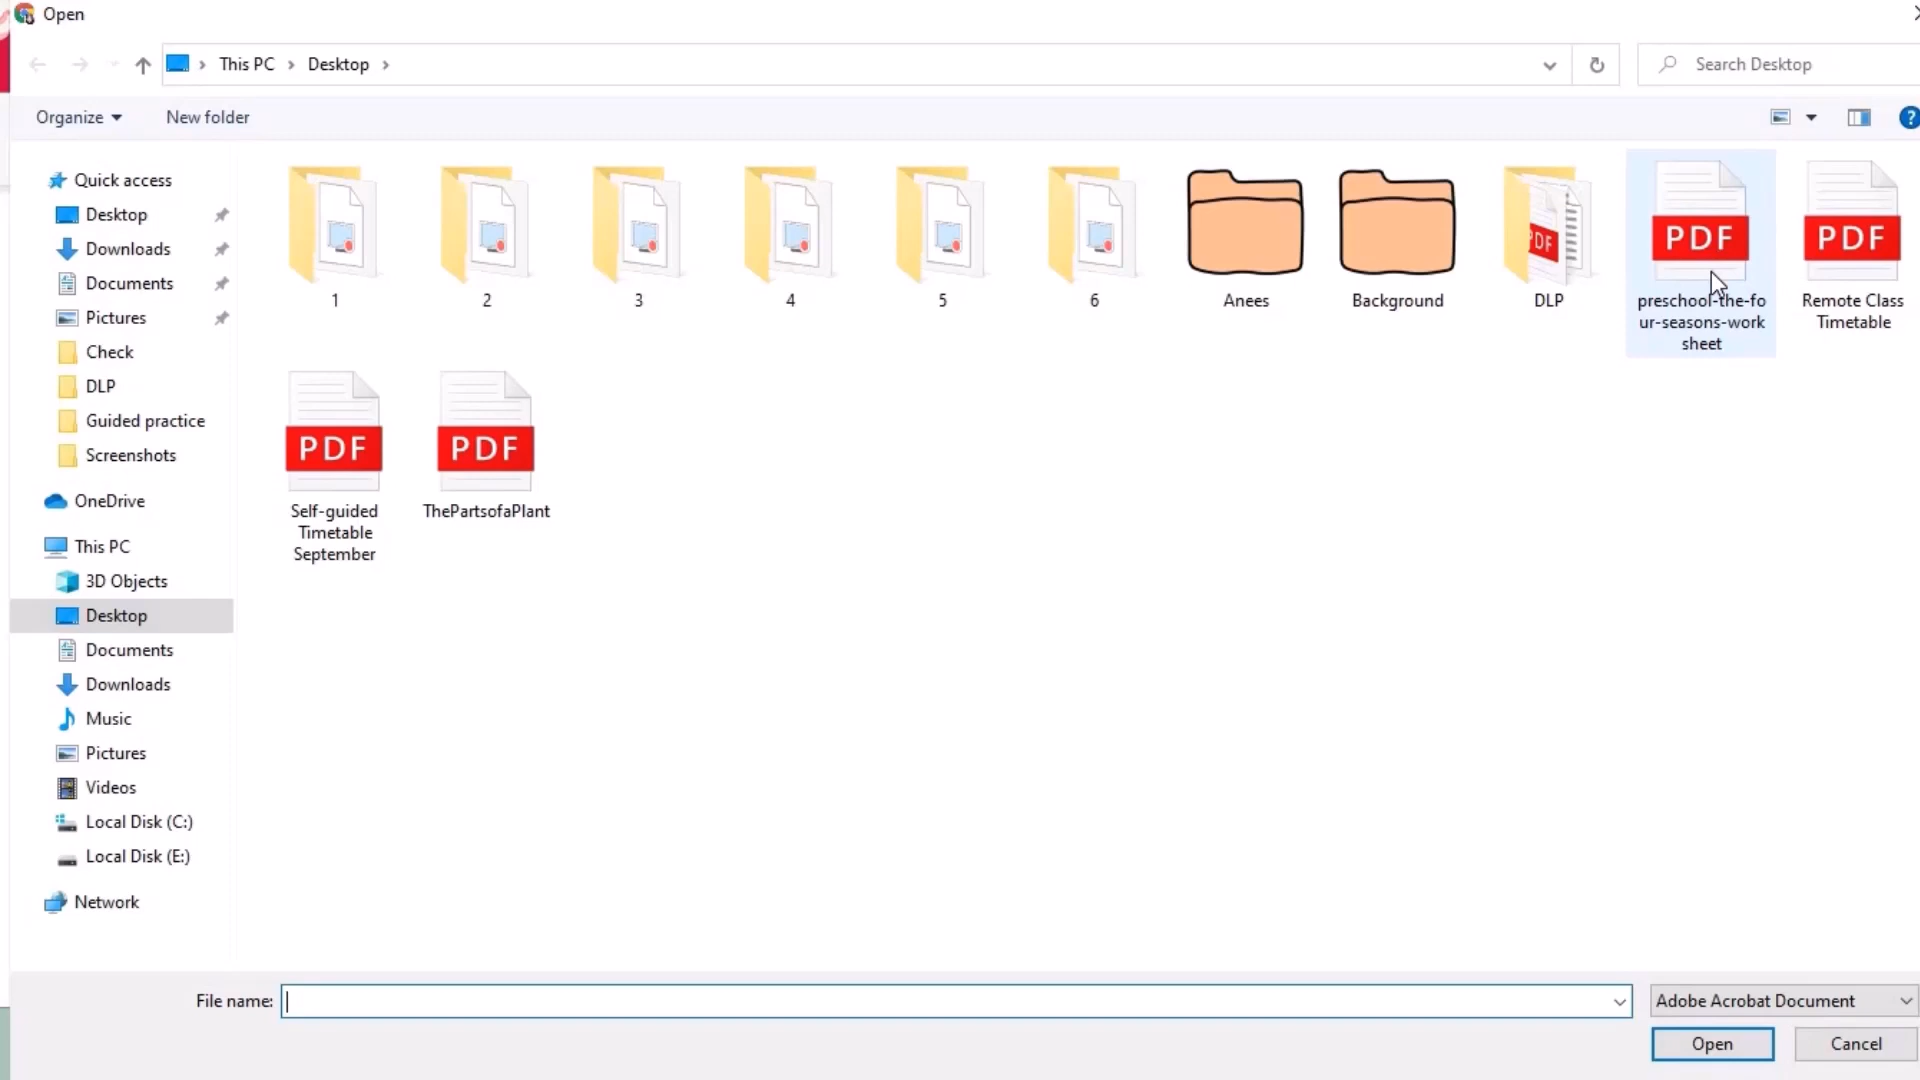 Open
This PC
Desktop
Search Desktop
Organize
New folder
?
Quick access
Desktop
Downloads
Documents
Pictures
Check
DLP
Guided practice
Screenshots
OneDrive
This PC
3D Objects
Desktop
Documents
Downloads
Music
Pictures
Videos
Local Disk (C:)
Local Disk (E:)
Network
1
2
3
4
5
6
Anees
Background
PDF
DLP
PDF
preschool-the-fo
ur-seasons-work
sheet
PDF
Remote Class
Timetable
PDF
Self-guided
Timetable
September
PDF
ThePartsofaPlant
File name:
Adobe Acrobat Document
Open
Cancel